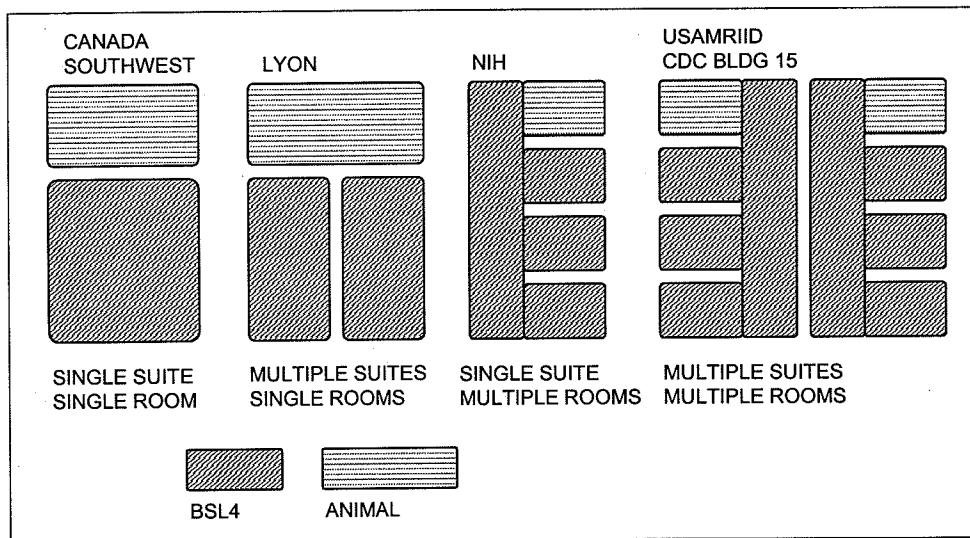 CANADA
SOUTHWEST
LYON
NIH
USAMRIID
CDC BLDG 15
SINGLE SUITE
SINGLE ROOM
MULTIPLE SUITES
SINGLE ROOMS
SINGLE SUITE
MULTIPLE ROOMS
MULTIPLE SUITES
MULTIPLE ROOMS
BSL4
ANIMAL